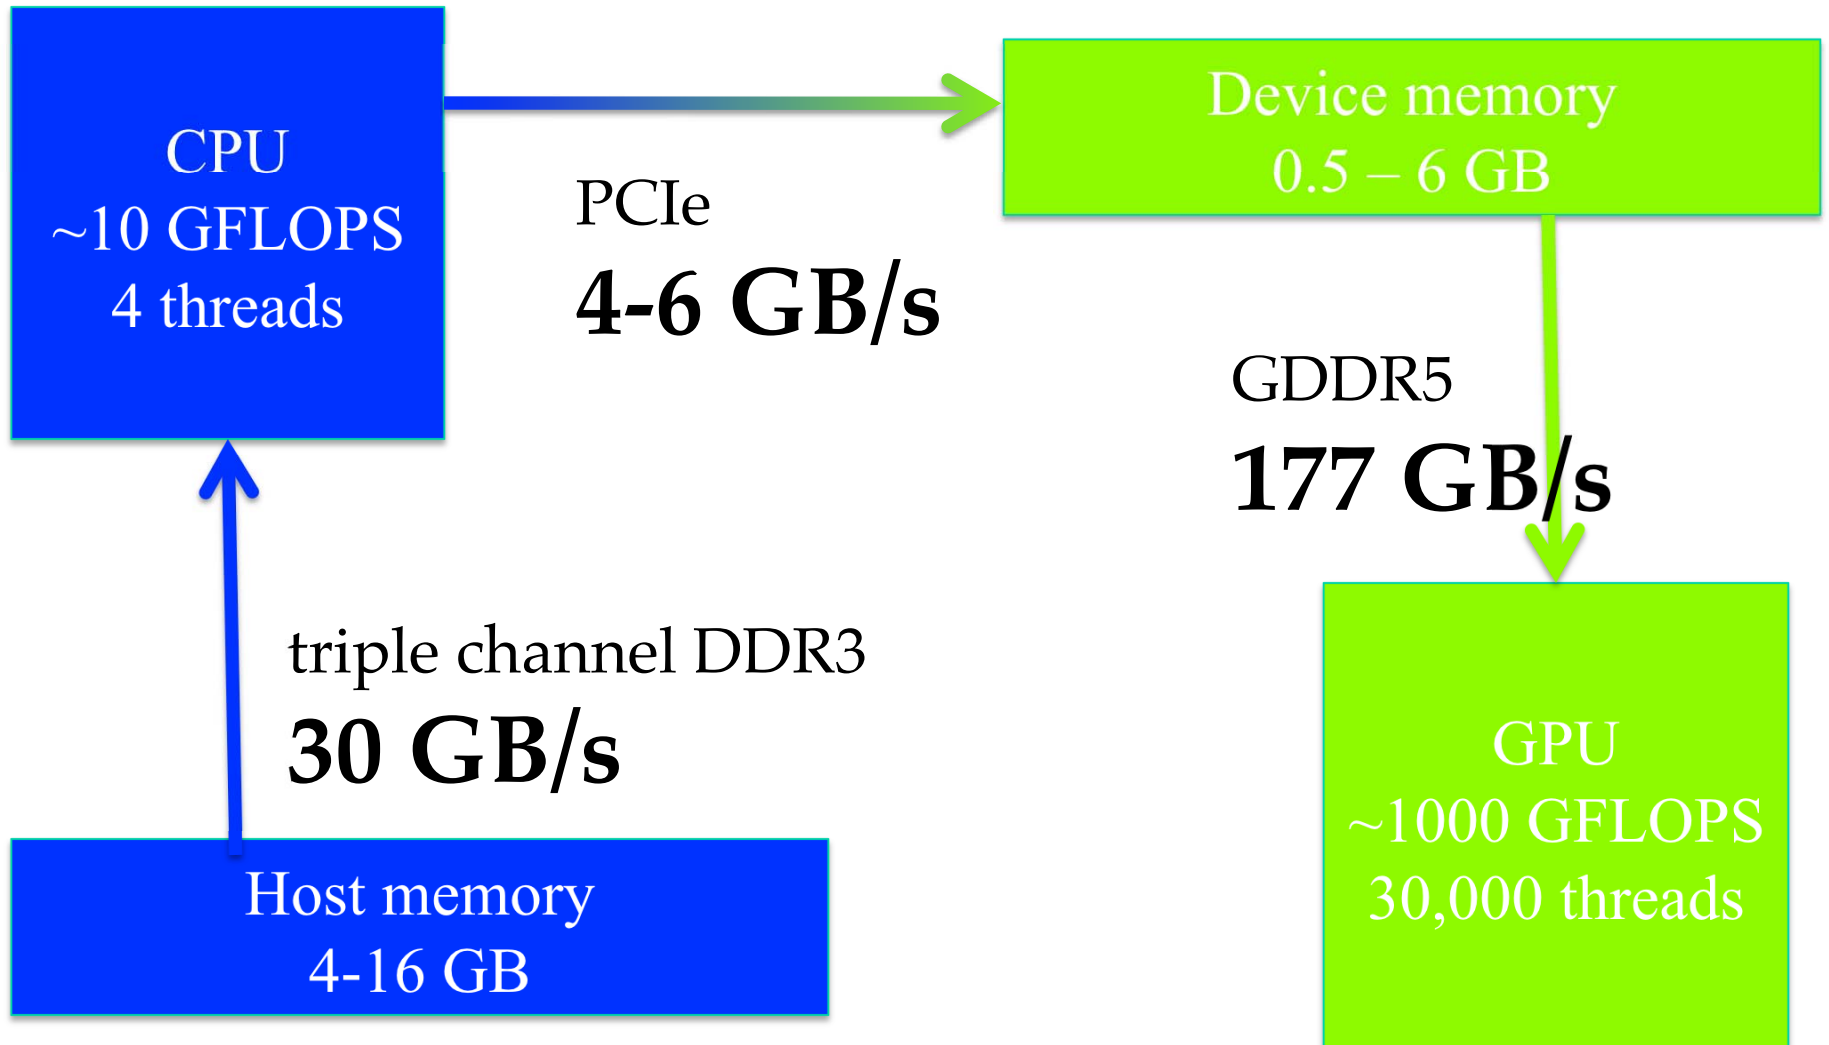 CPU
~10 GFLOPS
4 threads
PCIe
4-6 GB/s
Device memory
0.5 – 6 GB
GDDR5
177 GB/s
triple channel DDR3
30 GB/s
Host memory
4-16 GB
GPU
~1000 GFLOPS
30,000 threads